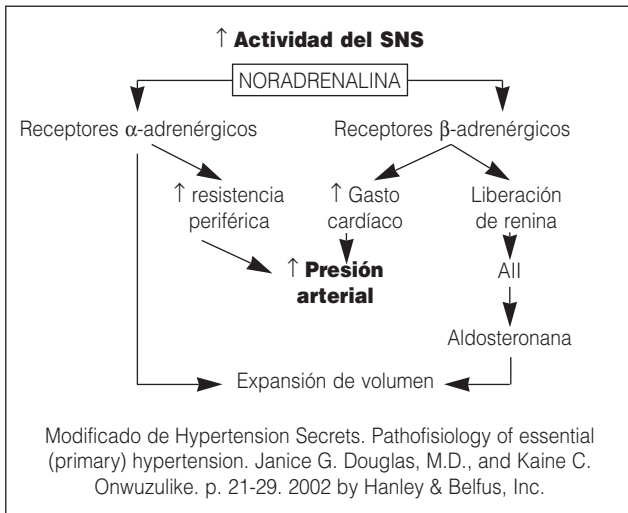 ↑ Actividad del SNS
NORADRENALINA
Receptores α-adrenérgicos
Receptores β-adrenérgicos
↑ resistencia
periférica
↑ Gasto
cardíaco
Liberación
de renina
↑ Presión
arterial
AII
Aldosteronana
Expansión de volumen
Modificado de Hypertension Secrets. Pathofisiology of essential
(primary) hypertension. Janice G. Douglas, M.D., and Kaine C.
Onwuzulike. p. 21-29. 2002 by Hanley & Belfus, Inc.